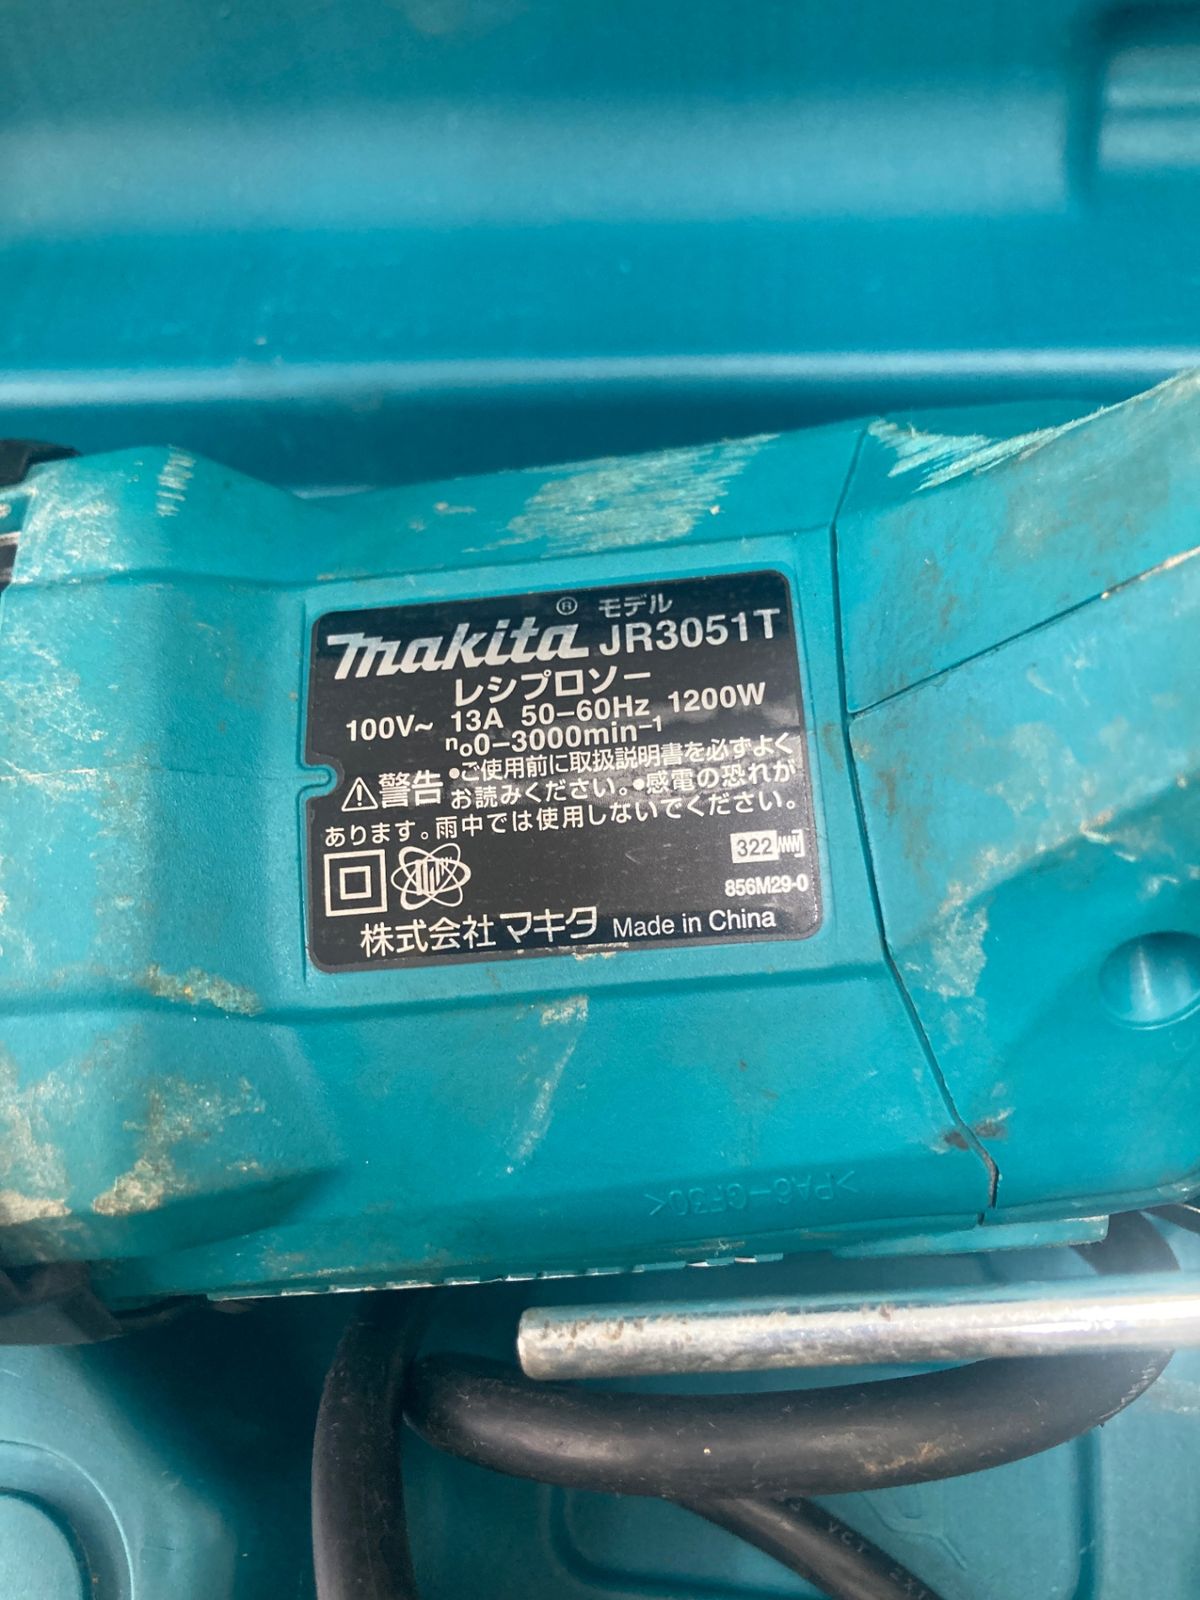 makita® モデル JR3051T
レシプロソー
100V~ 13A 50-60Hz 1200W
n₀0-3000min⁻¹
⚠警告 •ご使用前に取扱説明書を必ずよく
お読みください。•感電の恐れが
あります。雨中では使用しないでください。
322
856M29-0
株式会社マキタ Made in China
>PA6-GF30<
VCT